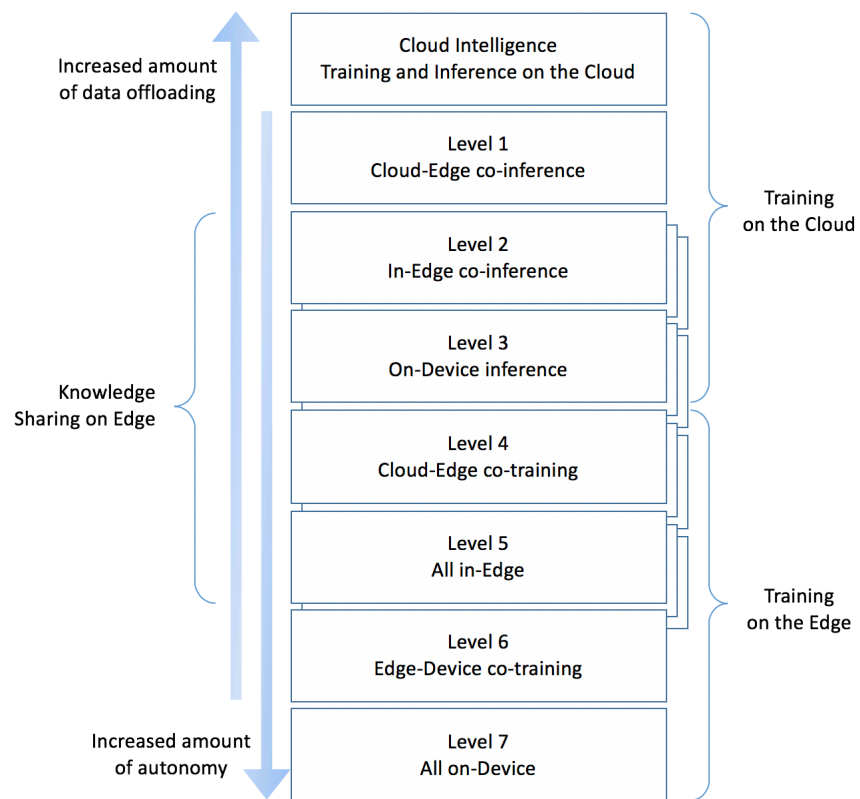 Cloud Intelligence
Training and Inference on the Cloud
Increased amount
of data offloading
Level 1
Cloud-Edge co-inference
Training
on the Cloud
Level 2
In-Edge co-inference
Level 3
On-Device inference
Knowledge
Sharing on Edge
Level 4
Cloud-Edge co-training
Level 5
All in-Edge
Training
on the Edge
Level 6
Edge-Device co-training
Increased amount
of autonomy
Level 7
All on-Device